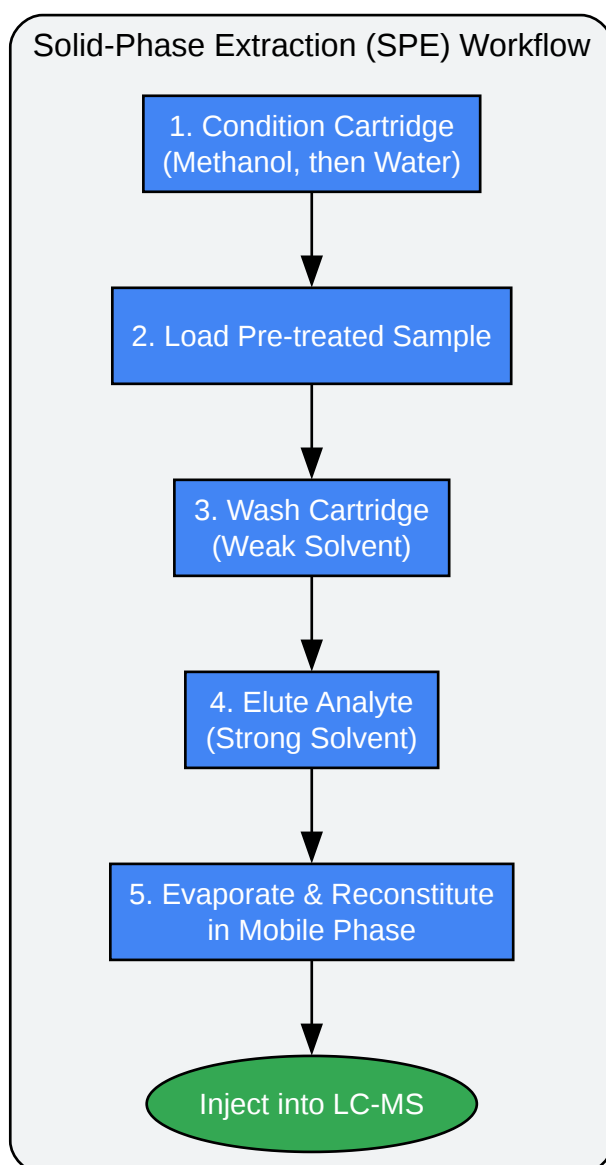 Solid-Phase Extraction (SPE) Workflow
1. Condition Cartridge
(Methanol, then Water)
2. Load Pre-treated Sample
3. Wash Cartridge
(Weak Solvent)
4. Elute Analyte
(Strong Solvent)
5. Evaporate & Reconstitute
in Mobile Phase
Inject into LC-MS